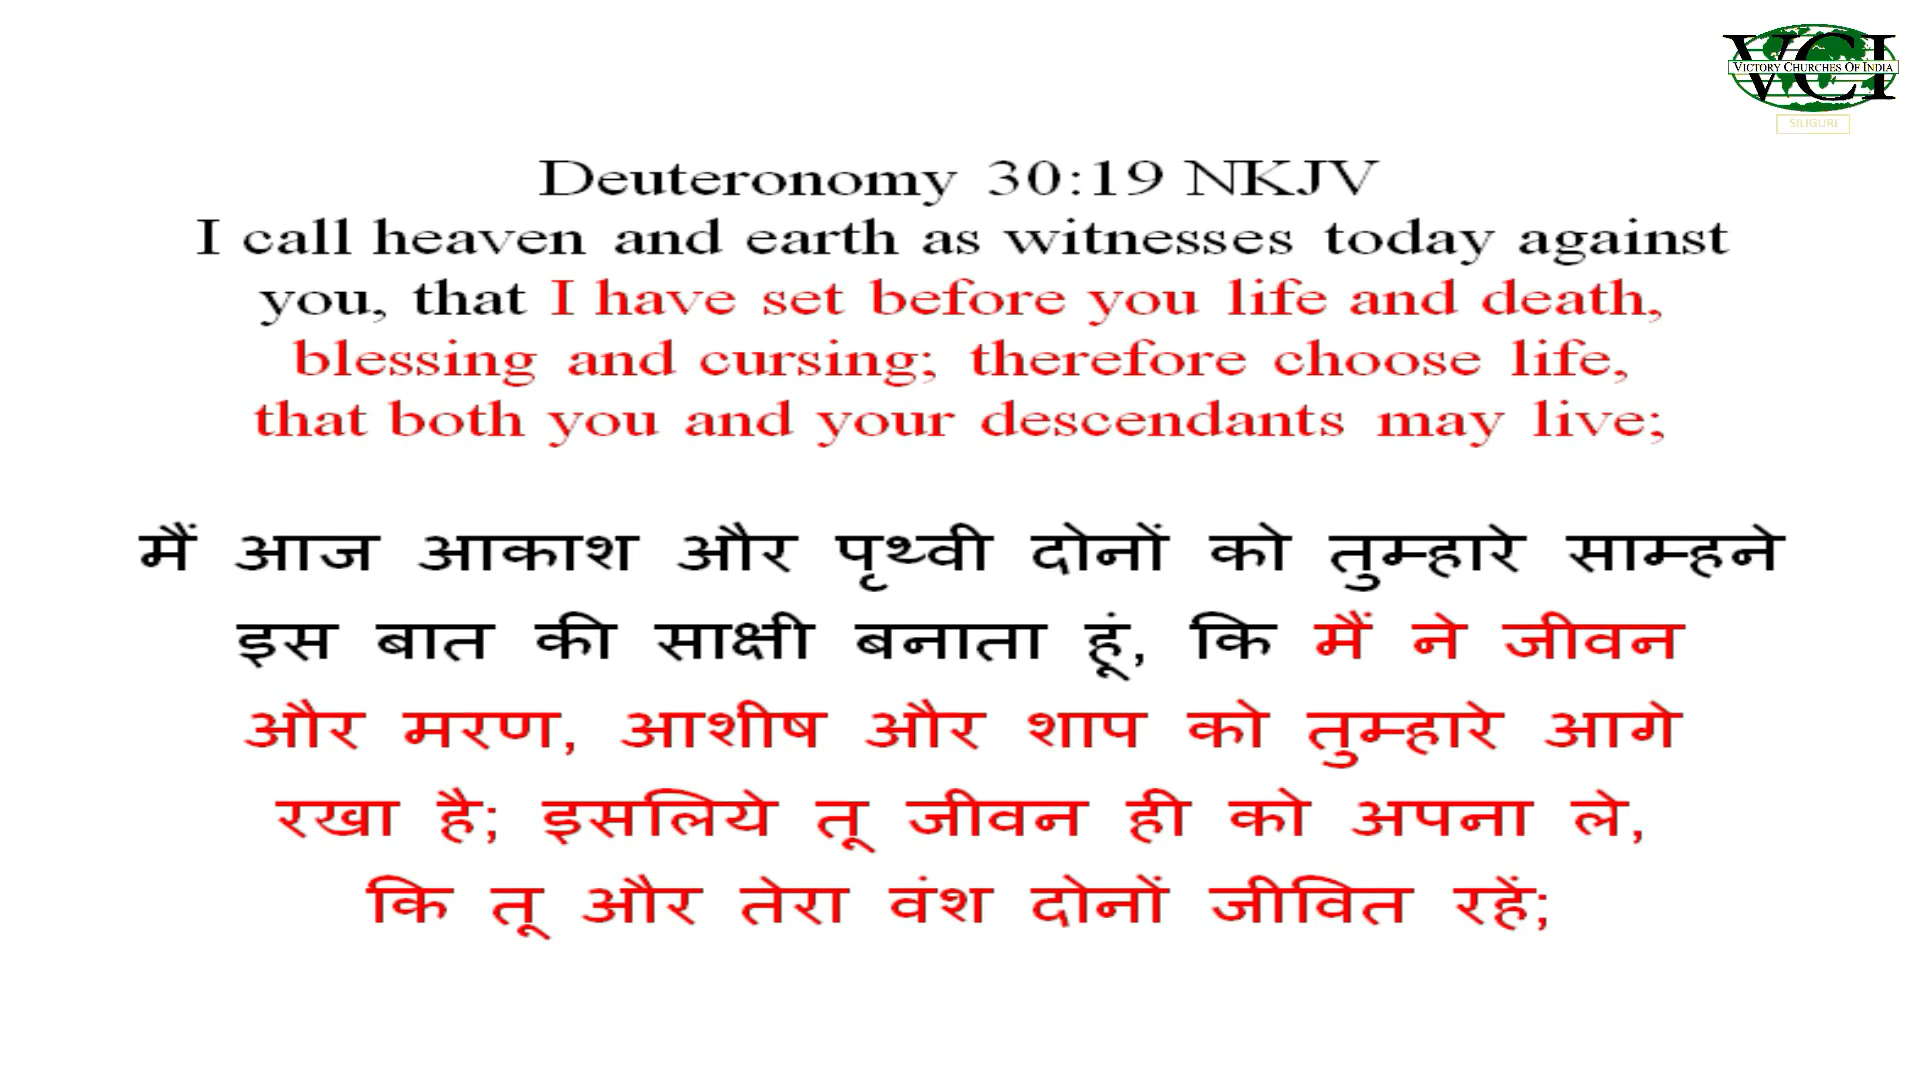 VCI
VICTORY CHURCHES OF INDIA
SILIGURI
Deuteronomy 30:19 NKJV
I call heaven and earth as witnesses today against
you, that I have set before you life and death,
blessing and cursing; therefore choose life,
that both you and your descendants may live;
मैं आज आकाश और पृथ्वी दोनों को तुम्हारे साम्हने
इस बात की साक्षी बनाता हूं, कि मैं ने जीवन
और मरण, आशीष और शाप को तुम्हारे आगे
रखा है; इसलिये तू जीवन ही को अपना ले,
कि तू और तेरा वंश दोनों जीवित रहें;